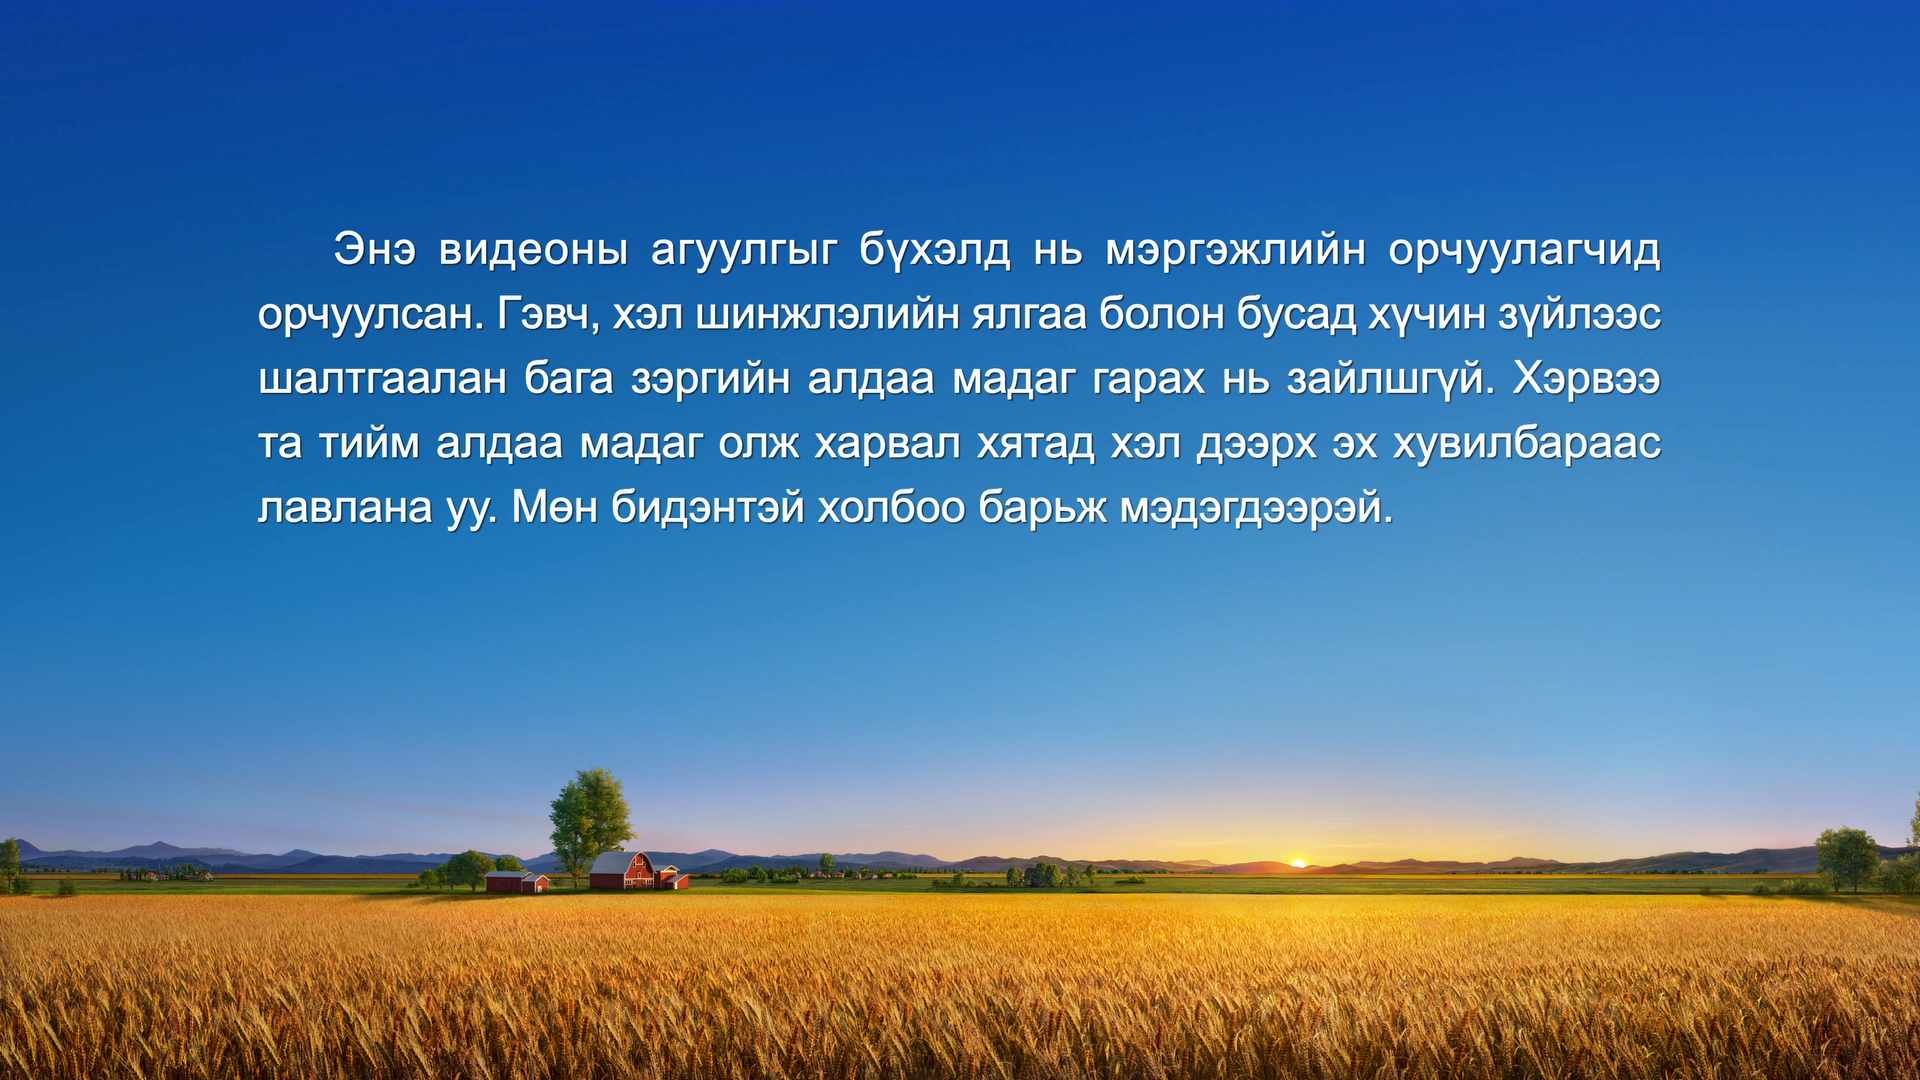 Энэ видеоны агуулгыг бүхэлд нь мэргэжлийн орчуулагчид
орчуулсан. Гэвч, хэл шинжлэлийн ялгаа болон бусад хүчин зүйлээс
шалтгаалан бага зэргийн алдаа мадаг гарах нь зайлшгүй. Хэрвээ
та тийм алдаа мадаг олж харвал хятад хэл дээрх эх хувилбараас
лавлана уу. Мөн бидэнтэй холбоо барьж мэдэгдээрэй.